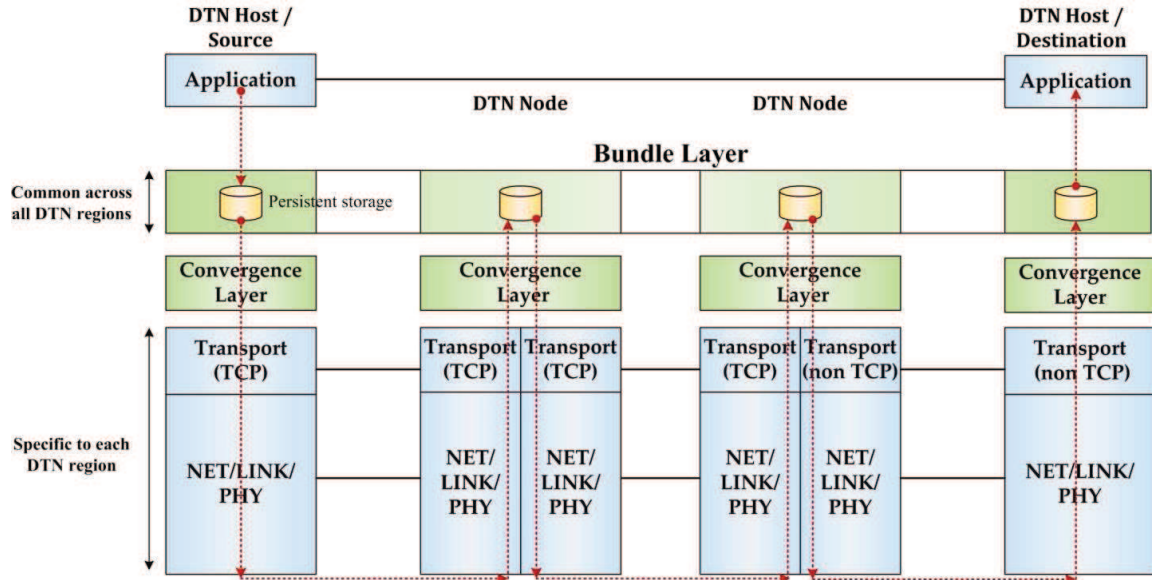 DTN Host /
Source
DTN Host /
Destination
Application
Application
DTN Node
DTN Node
Bundle Layer
Common across
all DTN regions
Persistent storage
Convergence
Layer
Convergence
Layer
Convergence
Layer
Convergence
Layer
Transport
(TCP)
Transport
(TCP)
Transport
(TCP)
Transport
(TCP)
Transport
(non TCP)
Transport
(non TCP)
Specific to each
DTN region
NET/LINK/
PHY
NET/
LINK/
PHY
NET/
LINK/
PHY
NET/
LINK/
PHY
NET/
LINK/
PHY
NET/LINK/
PHY